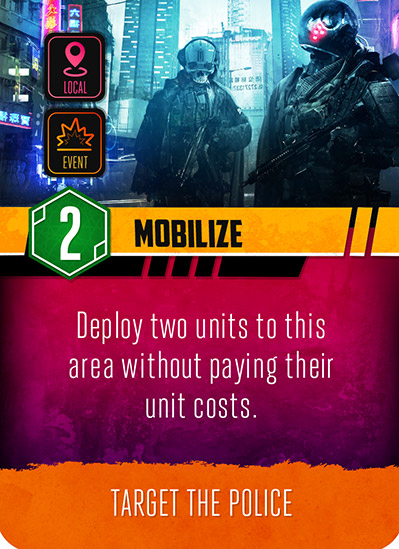 LOCAL
EVENT
2
MOBILIZE
Deploy two units to this
area without paying their
unit costs.
TARGET THE POLICE